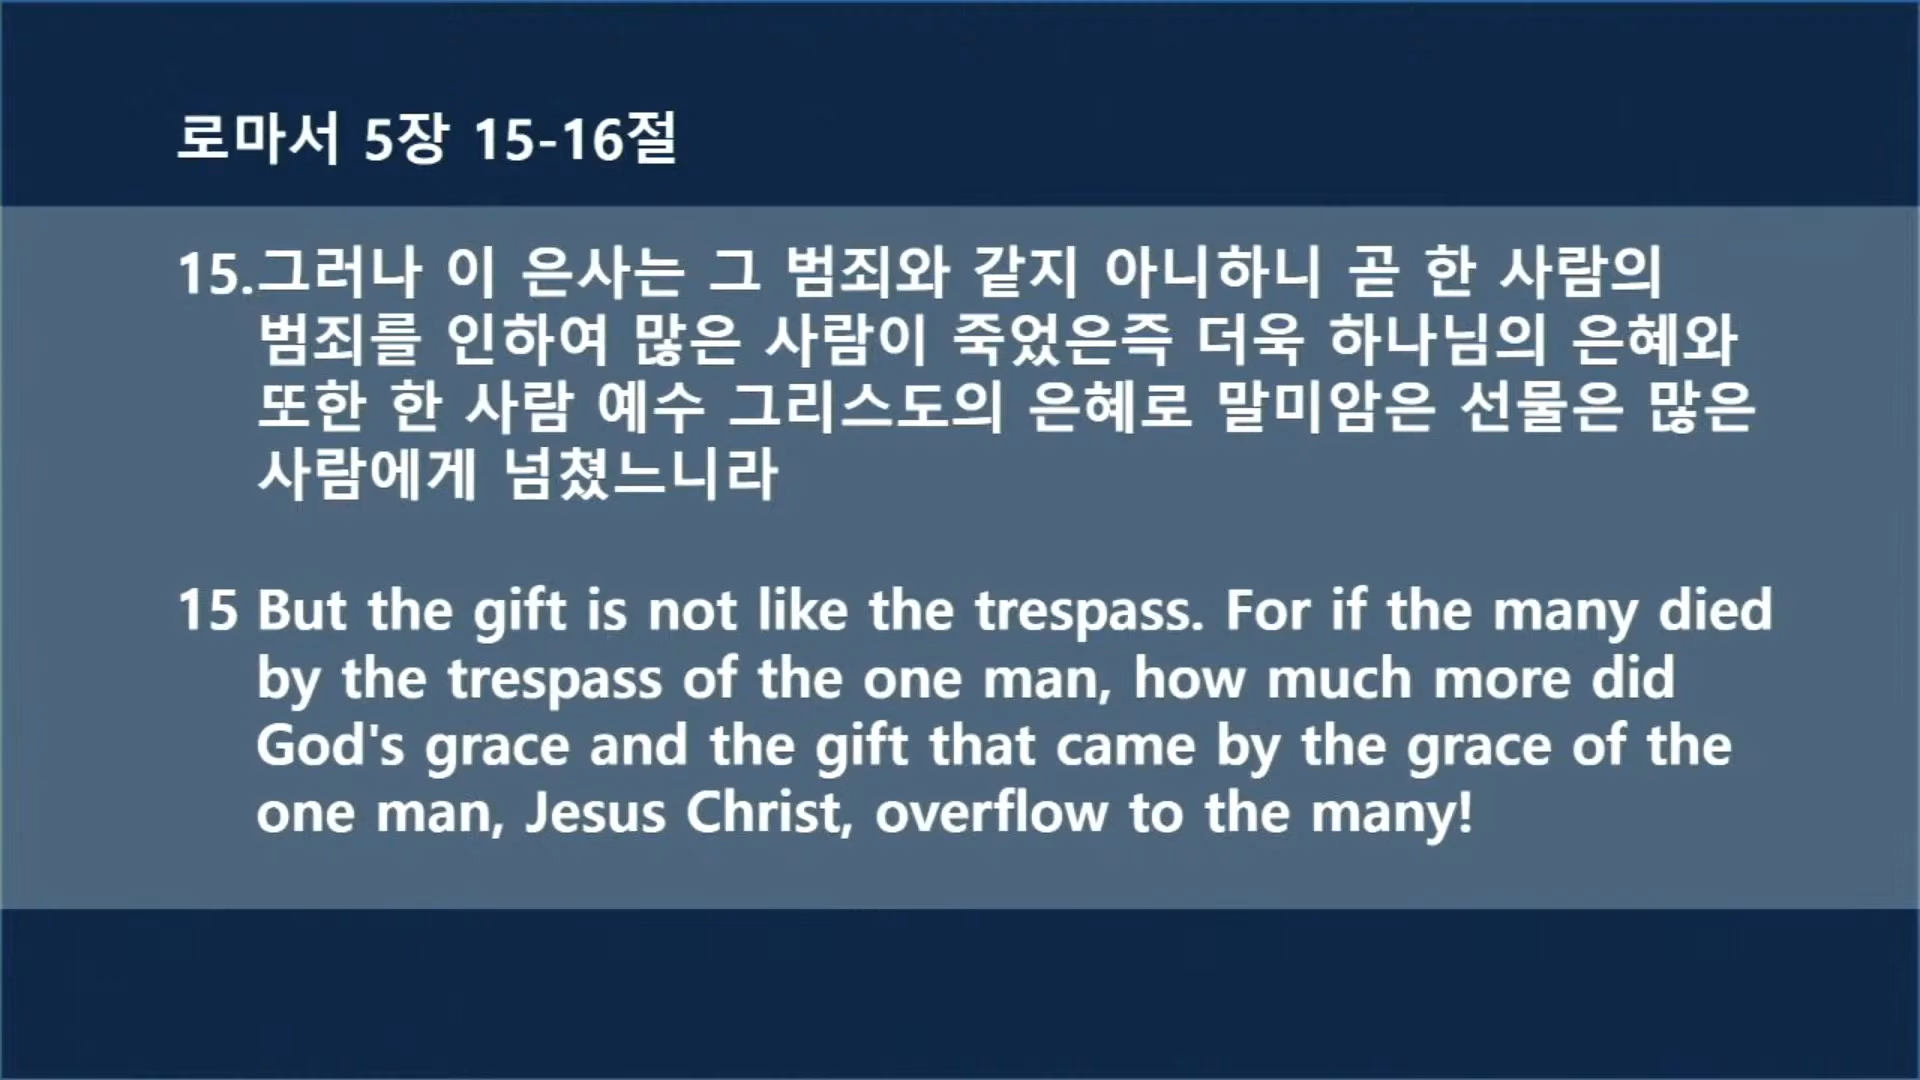 로마서 5장 15-16절
15.그러나 이 은사는 그 범죄와 같지 아니하니 곧 한 사람의
범죄를 인하여 많은 사람이 죽었은즉 더욱 하나님의 은혜와
또한 한 사람 예수 그리스도의 은혜로 말미암은 선물은 많은
사람에게 넘쳤느니라
15 But the gift is not like the trespass. For if the many died
by the trespass of the one man, how much more did
God's grace and the gift that came by the grace of the
one man, Jesus Christ, overflow to the many!